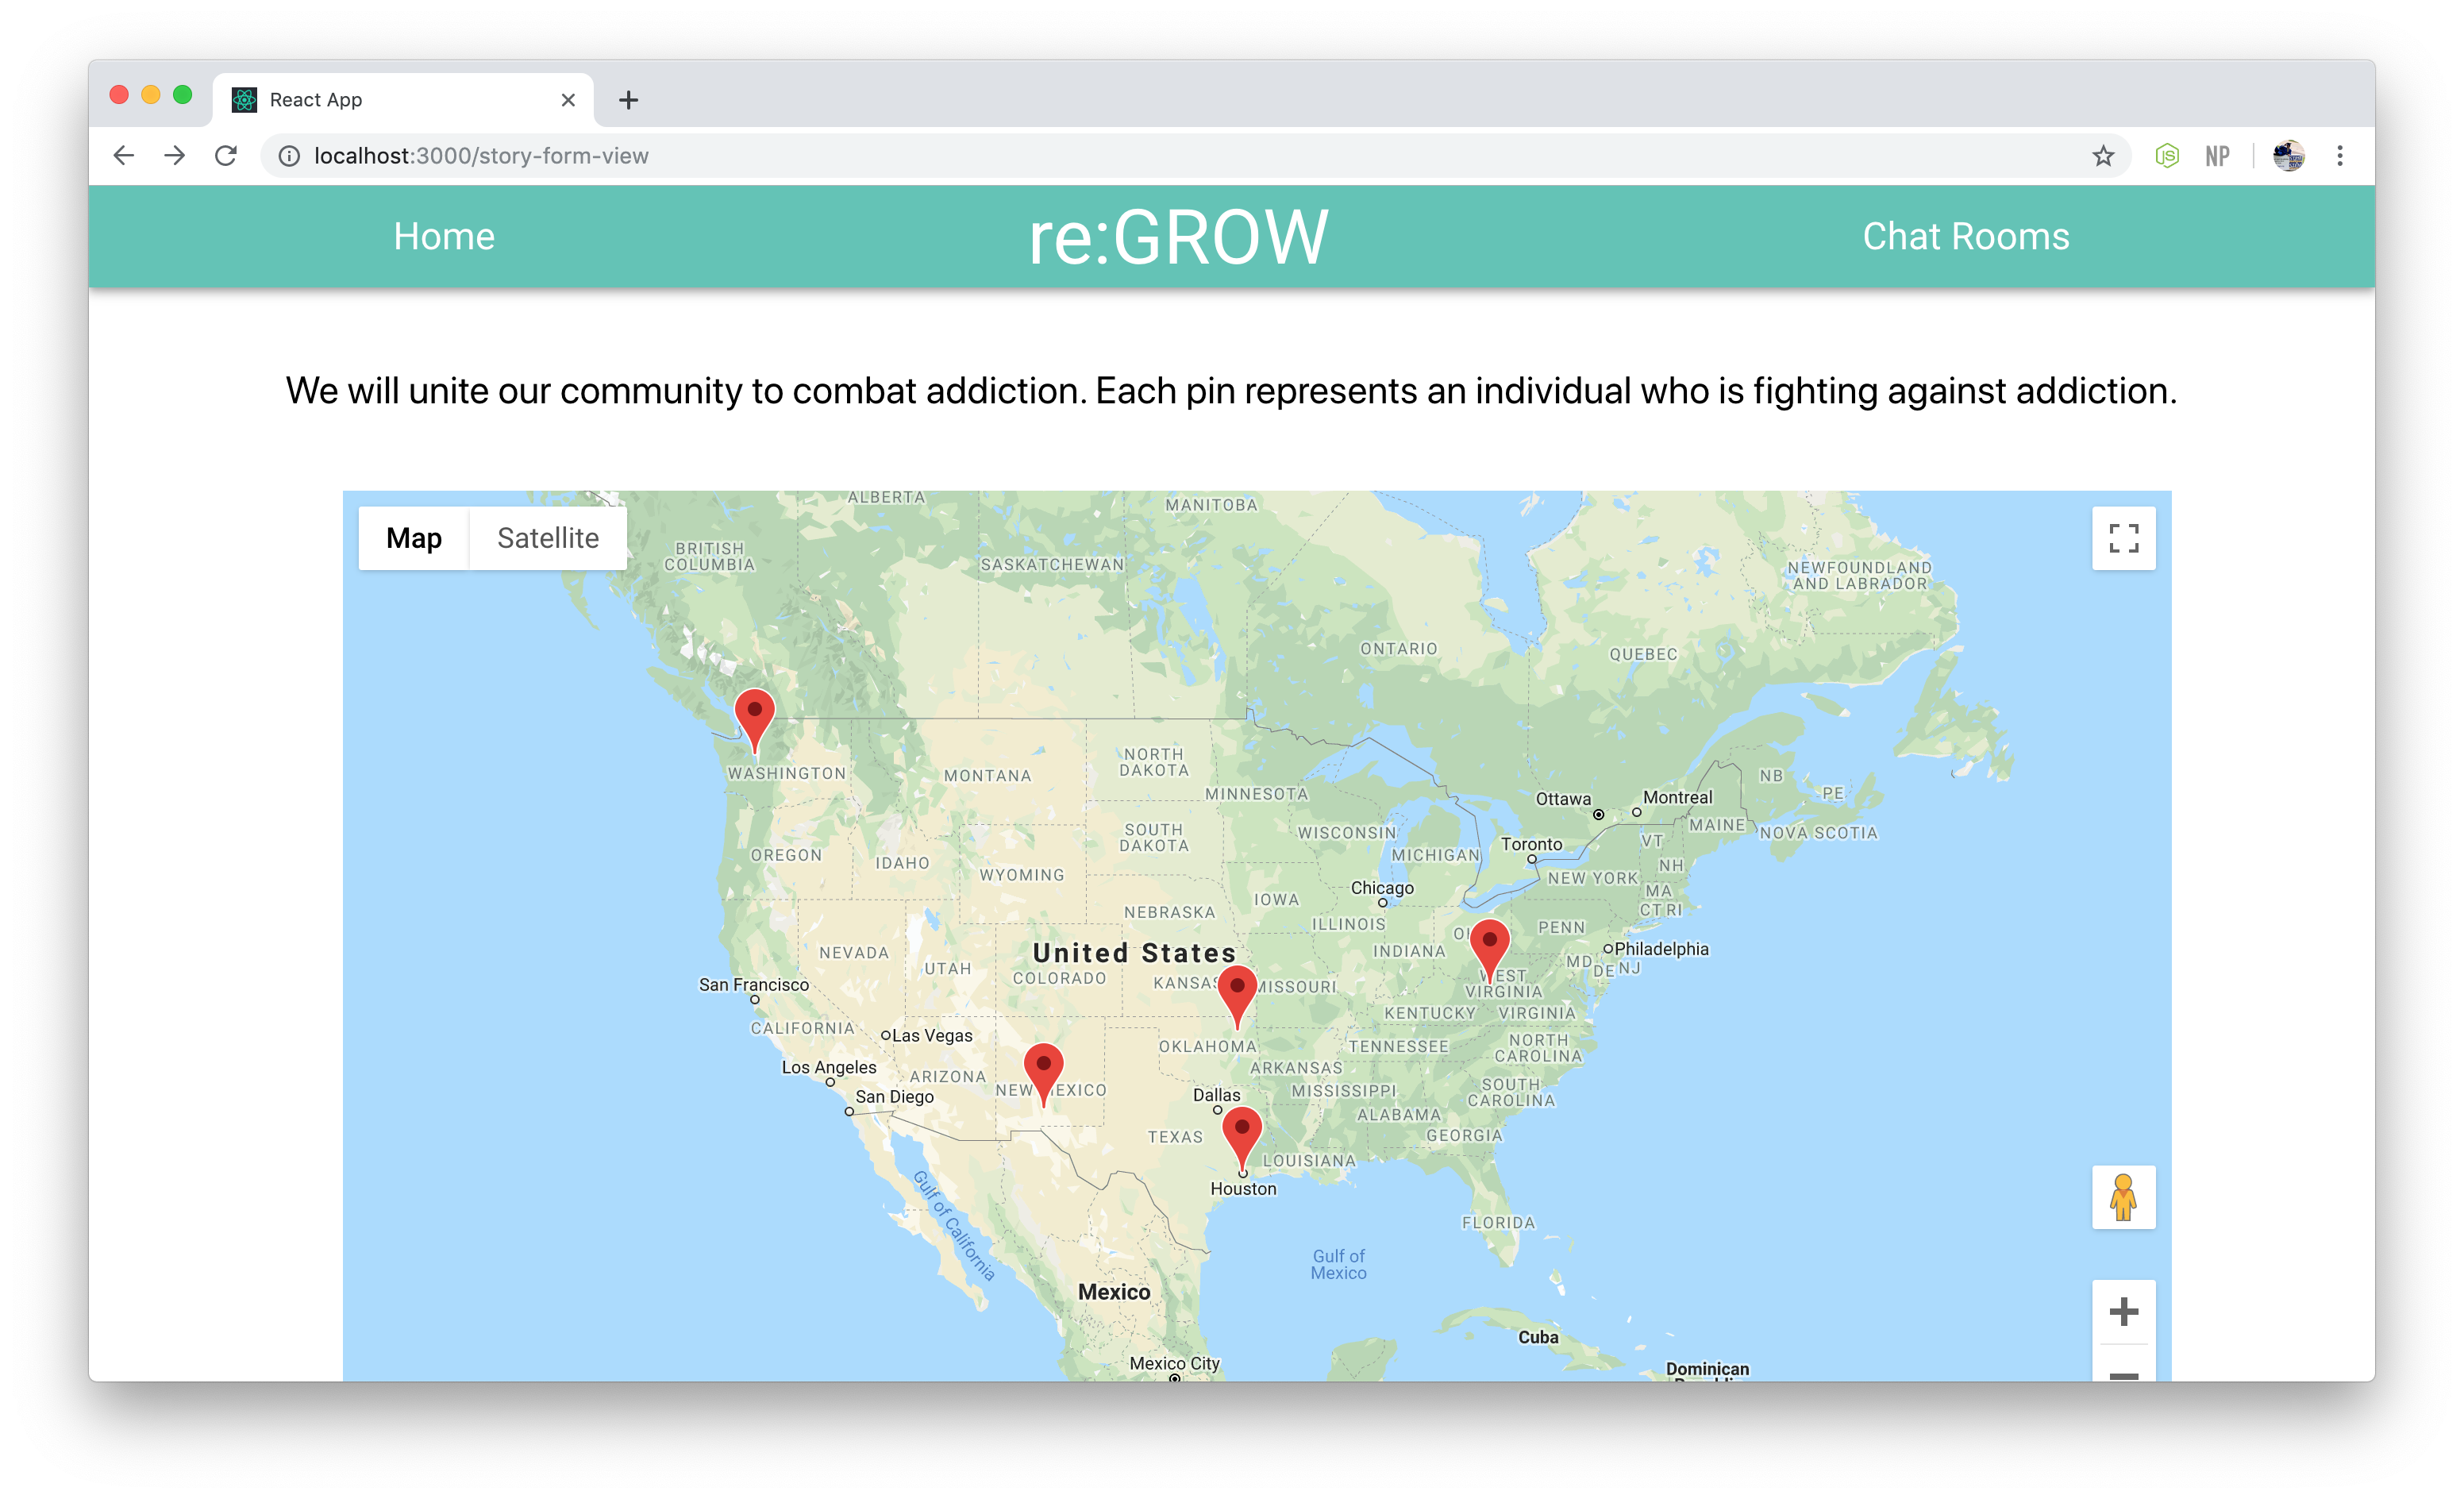 React App
localhost:3000/story-form-view
NP
Home
re:GROW
Chat Rooms
We will unite our community to combat addiction. Each pin represents an individual who is fighting against addiction.
Map
Satellite
ALBERTA
MANITOBA
BRITISH
COLUMBIA
SASKATCHEWAN
NEWFOUNDLAND
AND LABRADOR
ONTARIO
QUEBEC
WASHINGTON
MONTANA
NORTH
DAKOTA
MINNESOTA
Ottawa
Montreal
NB
PE
SOUTH
DAKOTA
WISCONSIN
MICHIGAN
Toronto
VT
MAINE
NOVA SCOTIA
OREGON
IDAHO
WYOMING
NH
Chicago
NEW YORK
MA
CT RI
IOWA
NEBRASKA
ILLINOIS
PENN
NEVADA
United States
INDIANA
Philadelphia
UTAH
COLORADO
KANSAS
MISSOURI
MD
DE
NJ
WEST
VIRGINIA
San Francisco
CALIFORNIA
Las Vegas
KENTUCKY
VIRGINIA
OKLAHOMA
TENNESSEE
NORTH
CAROLINA
Los Angeles
ARIZONA
ARKANSAS
San Diego
NEW MEXICO
Dallas
MISSISSIPPI
SOUTH
CAROLINA
ALABAMA
TEXAS
GEORGIA
LOUISIANA
Houston
Gulf of California
FLORIDA
Gulf of
Mexico
Mexico
Cuba
Mexico City
Dominican